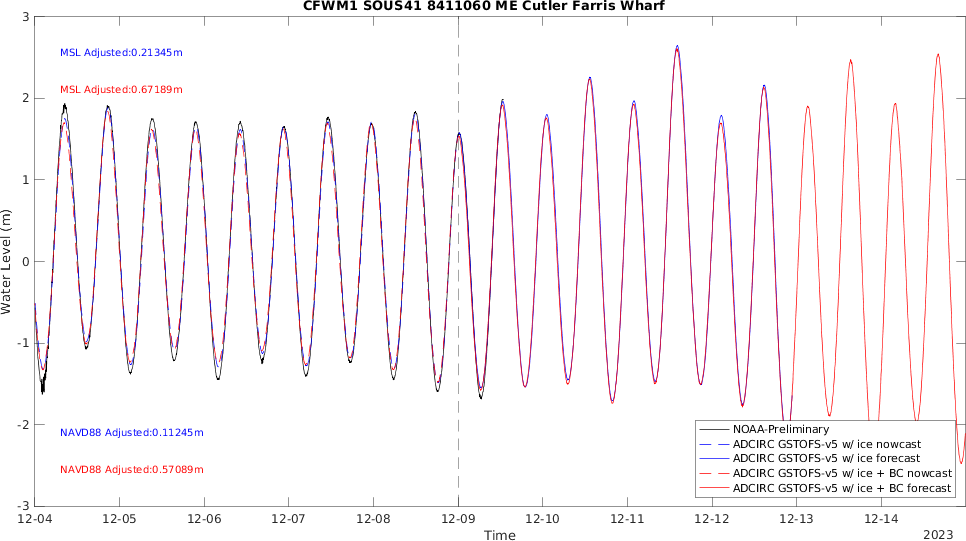 CFWM1 SOUS41 8411060 ME Cutler Farris Wharf
3
2
1
0
-1
-2
-3
Water Level (m)
MSL Adjusted:0.21345m
MSL Adjusted:0.67189m
NAVD88 Adjusted:0.11245m
NAVD88 Adjusted:0.57089m
NOAA-Preliminary
ADCIRC GSTOFS-v5 w/ ice nowcast
ADCIRC GSTOFS-v5 w/ ice forecast
ADCIRC GSTOFS-v5 w/ ice + BC nowcast
ADCIRC GSTOFS-v5 w/ ice + BC forecast
12-04 12-05 12-06 12-07 12-08 12-09 12-10 12-11 12-12 12-13 12-14
Time
2023